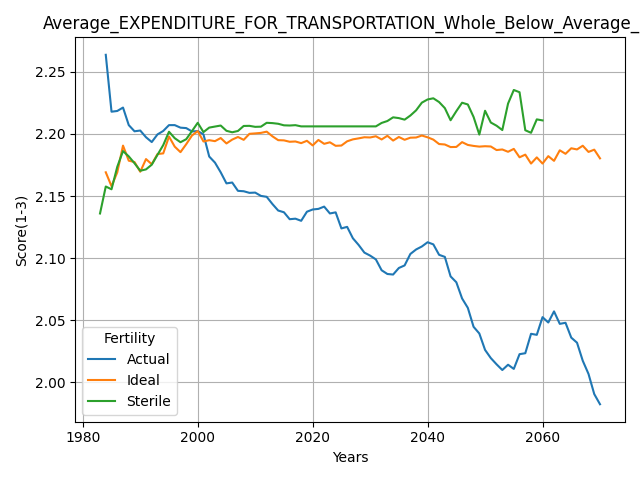 Average_EXPENDITURE_FOR_TRANSPORTATION_Whole_Below_Average_
2.25
2.20
2.15
2.10
2.05
2.00
Score(1-3)
Fertility
Actual
Ideal
Sterile
1980 2000 2020 2040 2060
Years